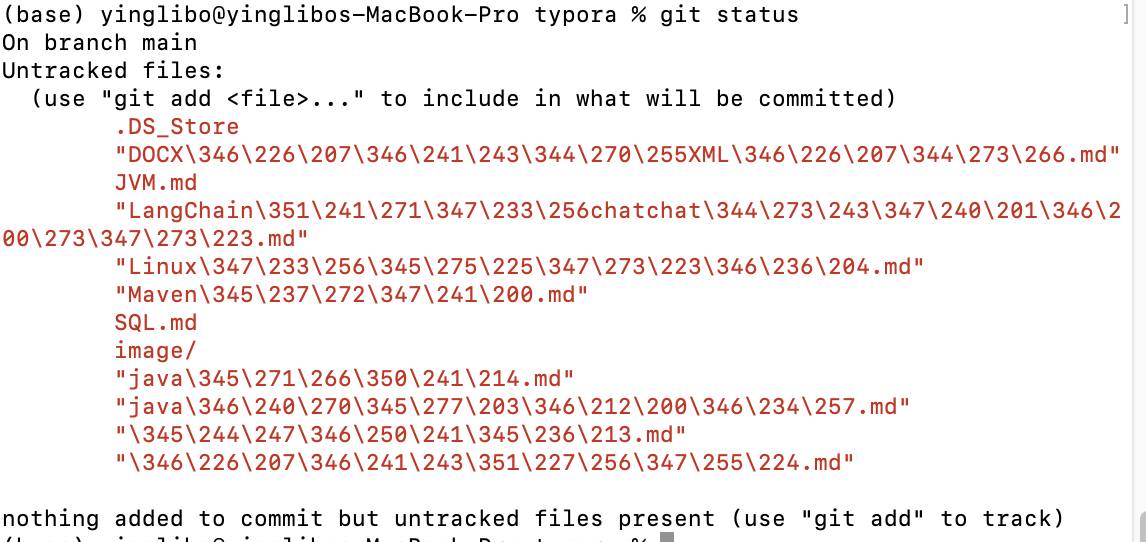 (base) yinglibo@yinglibos-MacBook-Pro typora % git status
On branch main
Untracked files:
  (use "git add <file>..." to include in what will be committed)
        .DS_Store
        "DOCX\346\226\207\346\241\243\344\270\255XML\346\226\207\344\273\266.md"
        JVM.md
        "LangChain\351\241\271\347\233\256chatchat\344\273\243\347\240\201\346\2
00\273\347\273\223.md"
        "Linux\347\233\256\345\275\225\347\273\223\346\236\204.md"
        "Maven\345\237\272\347\241\200.md"
        SQL.md
        image/
        "java\345\271\266\350\241\214.md"
        "java\346\240\270\345\277\203\346\212\200\346\234\257.md"
        "\345\244\247\346\250\241\345\236\213.md"
        "\346\226\207\346\241\243\351\227\256\347\255\224.md"

nothing added to commit but untracked files present (use "git add" to track)